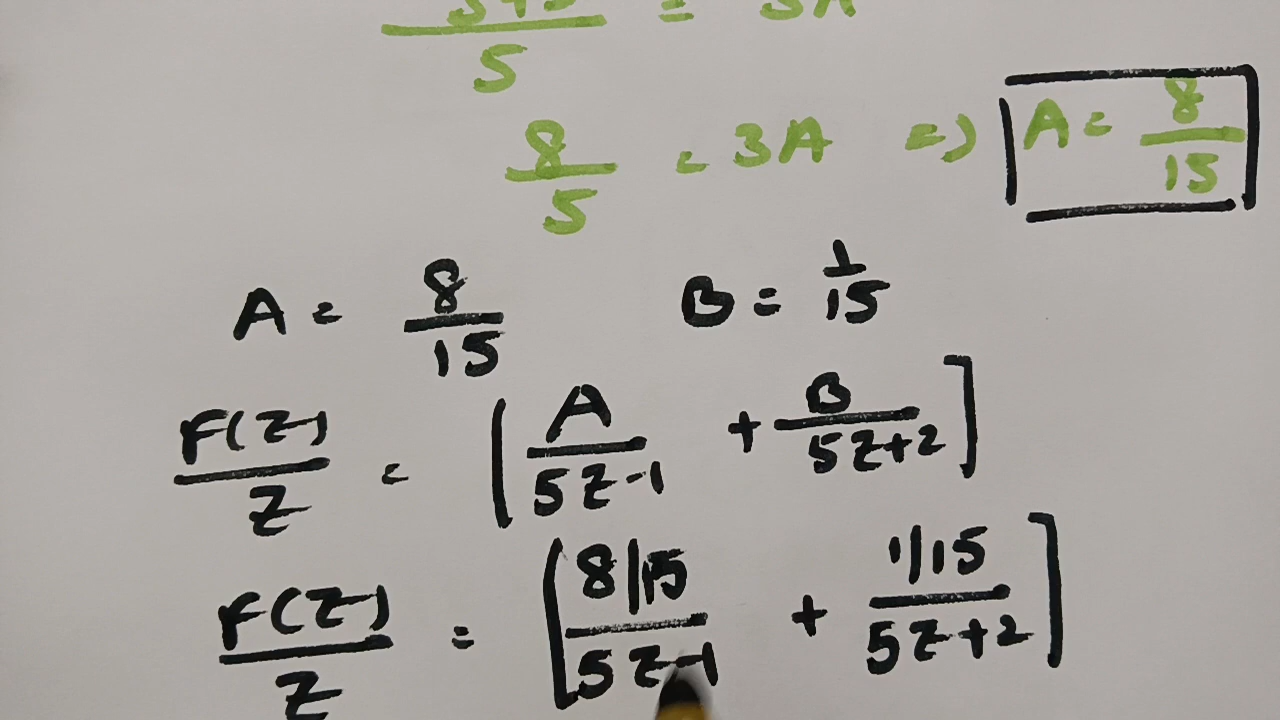 5 = 3A
8/5 = 3A => A = 8/15
A = 8/15 B = 1/15
F(Z)/Z = [A/5Z-1 + B/5Z+2]
F(Z)/Z = [8/15/5Z-1 + 1/15/5Z+2]